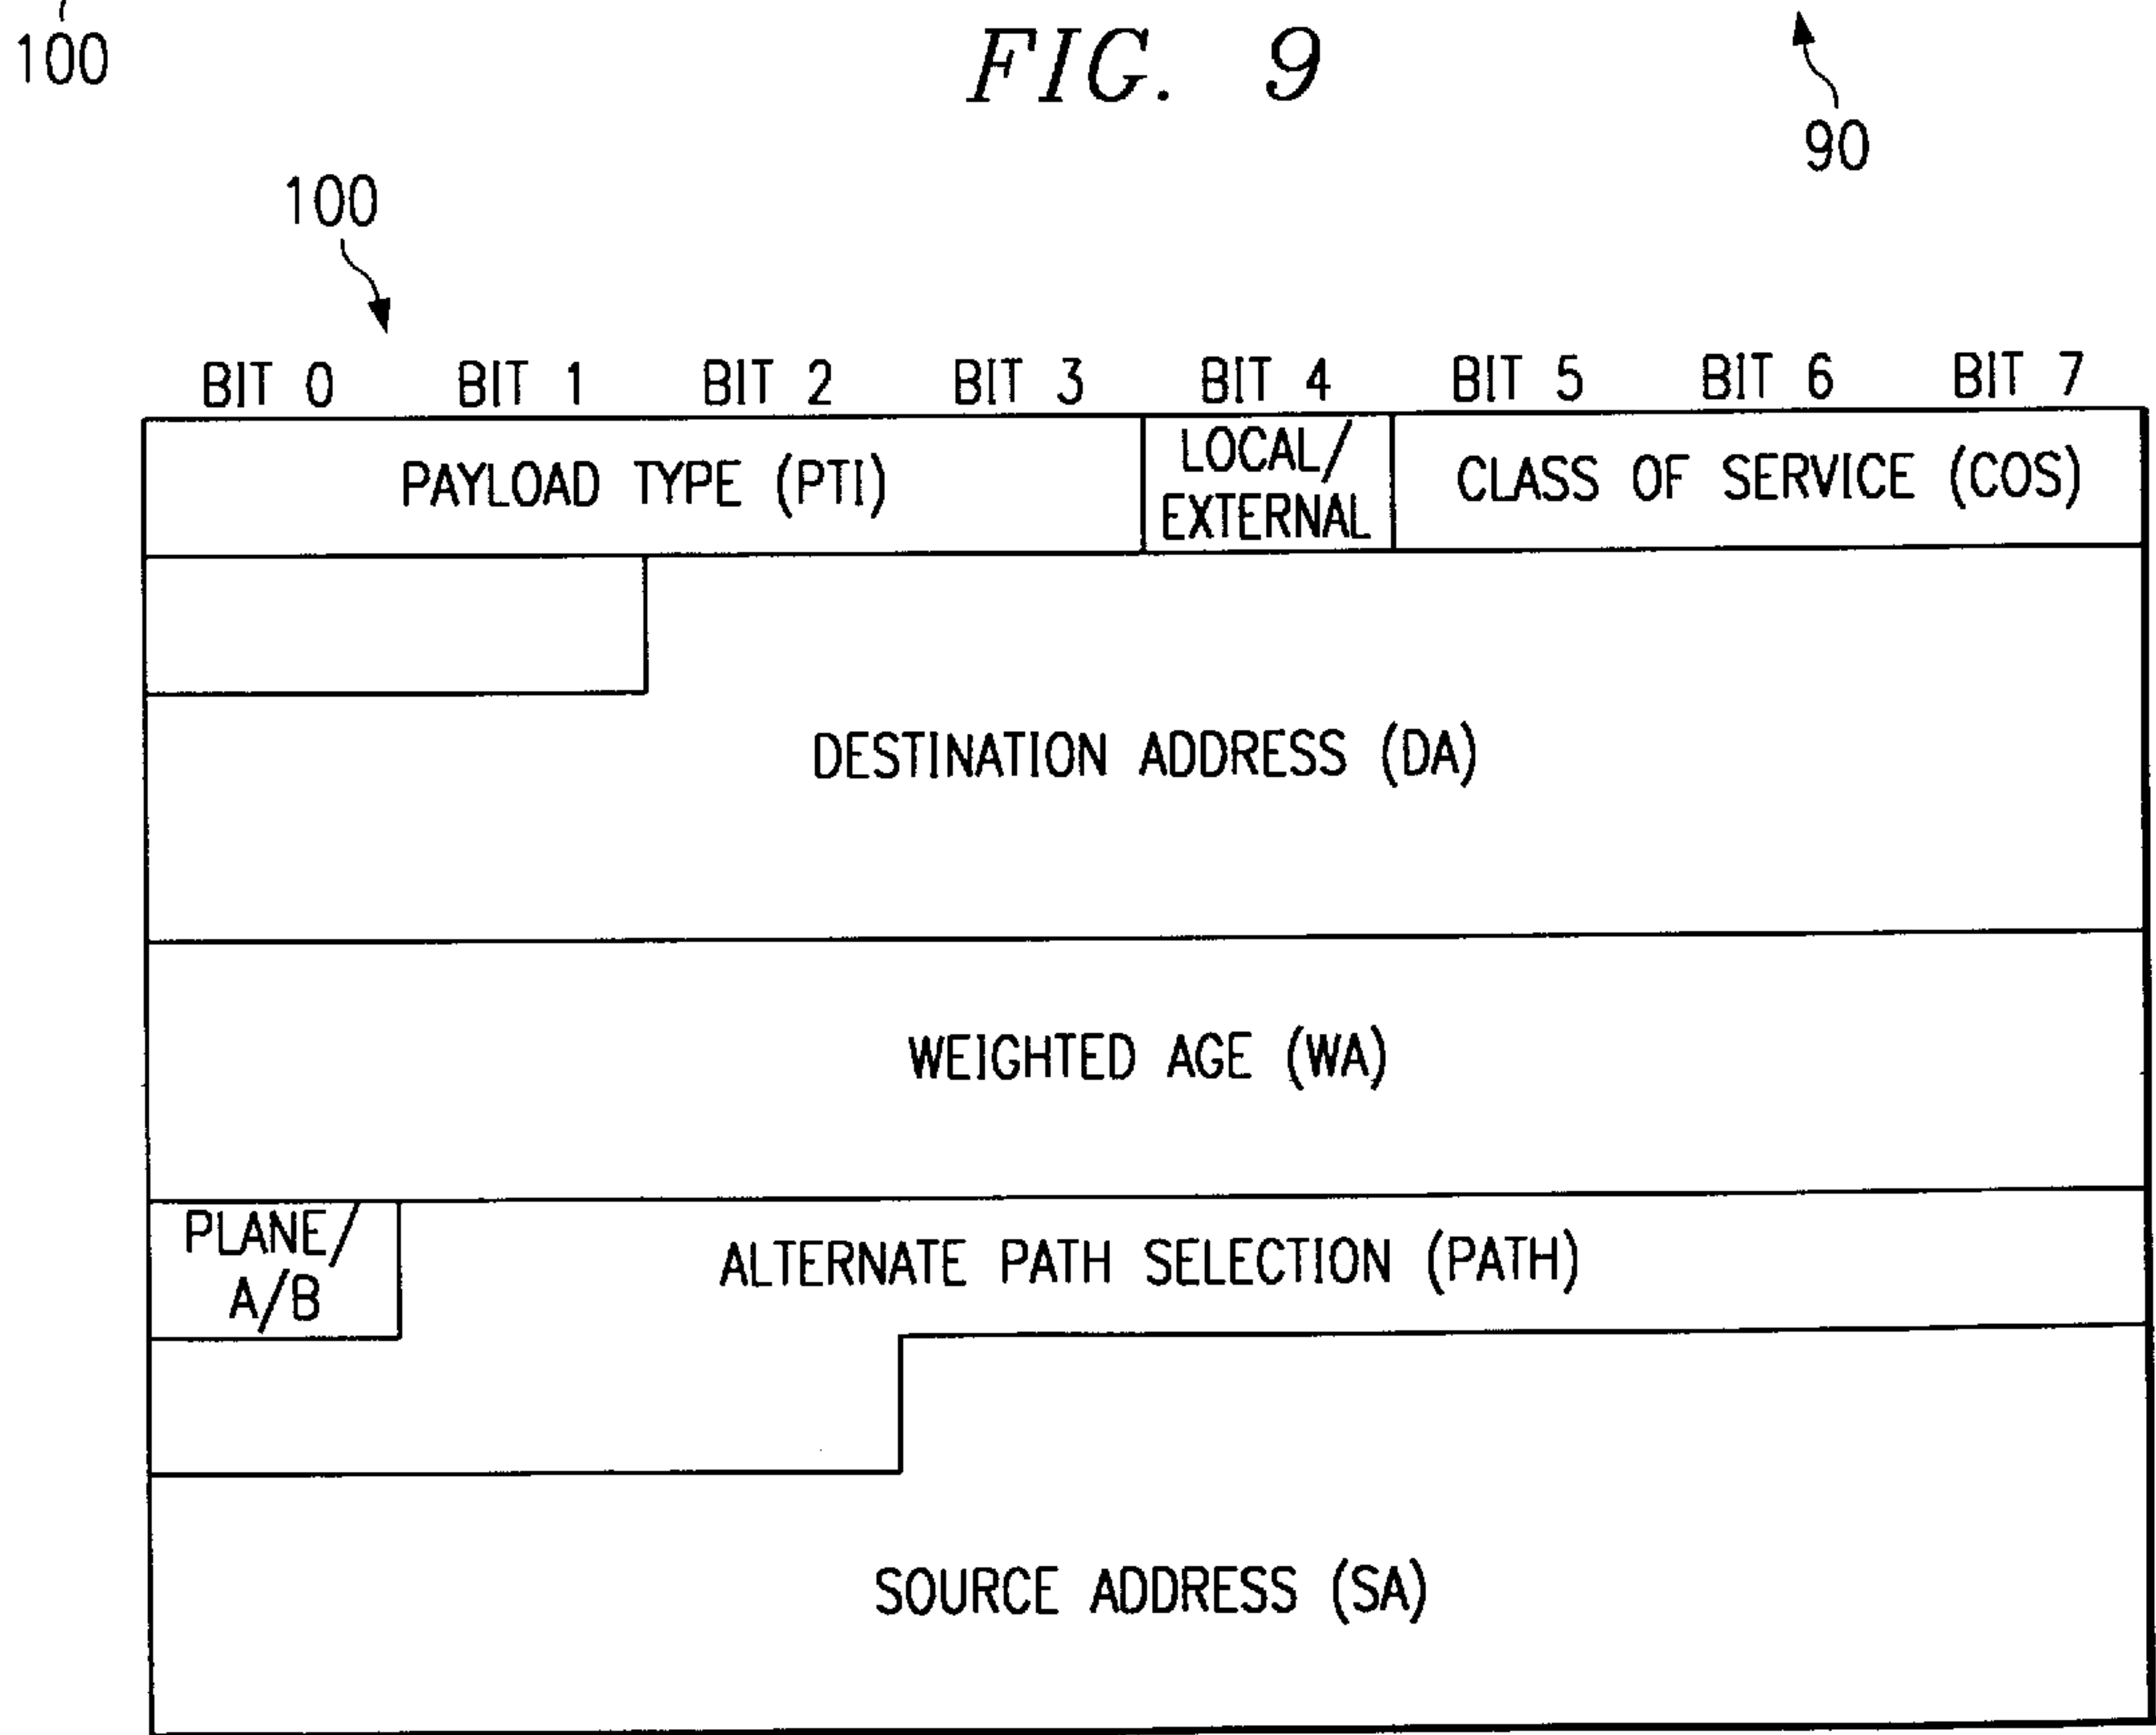 100
FIG. 9
90
100
BIT 0 BIT 1 BIT 2 BIT 3 BIT 4 BIT 5 BIT 6 BIT 7
PAYLOAD TYPE (PTI)
LOCAL/
EXTERNAL
CLASS OF SERVICE (COS)
DESTINATION ADDRESS (DA)
WEIGHTED AGE (WA)
PLANE/
A/B
ALTERNATE PATH SELECTION (PATH)
SOURCE ADDRESS (SA)